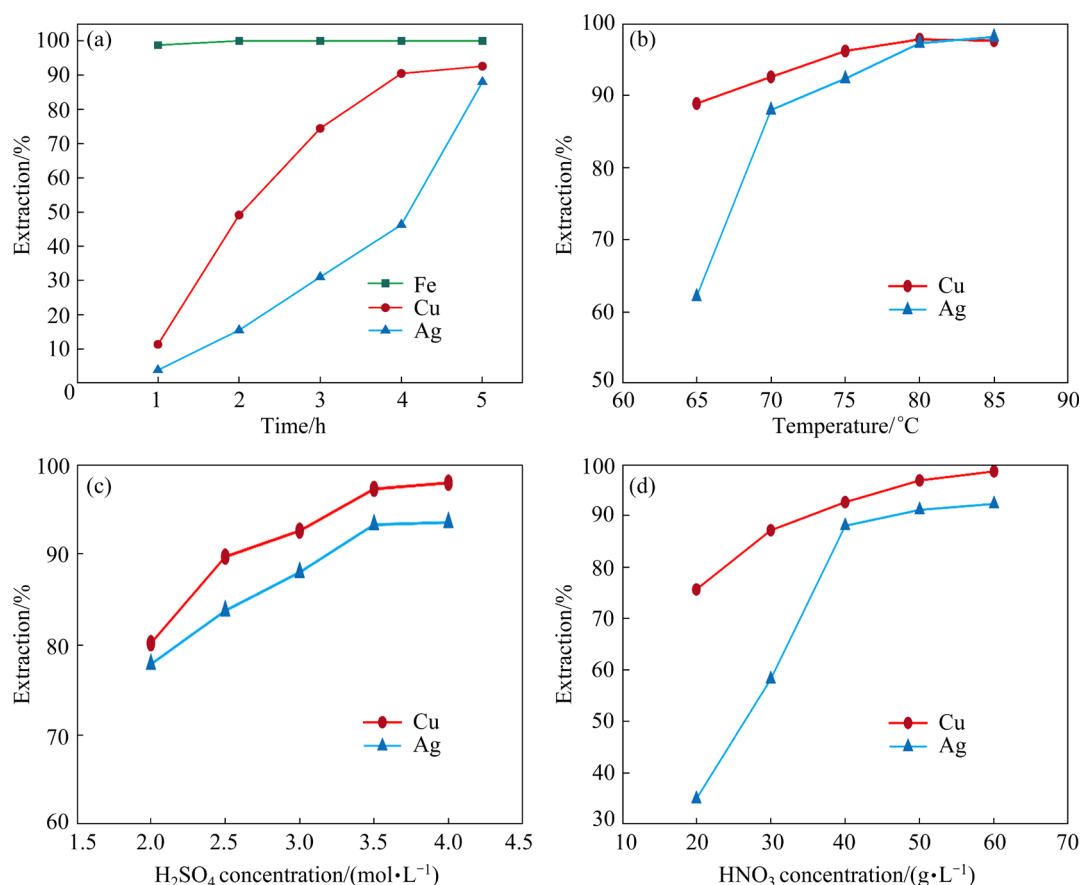 (a)
Extraction/%
100
90
80
70
60
50
40
30
20
10
0
1 2 3 4 5
Time/h
Fe
Cu
Ag
(b)
Extraction/%
100
90
80
70
60
50
60 65 70 75 80 85 90
Temperature/°C
Cu
Ag
(c)
Extraction/%
100
90
80
70
60
1.5 2.0 2.5 3.0 3.5 4.0 4.5
H₂SO₄ concentration/(mol•L⁻¹)
Cu
Ag
(d)
Extraction/%
100
90
80
70
60
50
40
30
10 20 30 40 50 60 70
HNO₃ concentration/(g•L⁻¹)
Cu
Ag